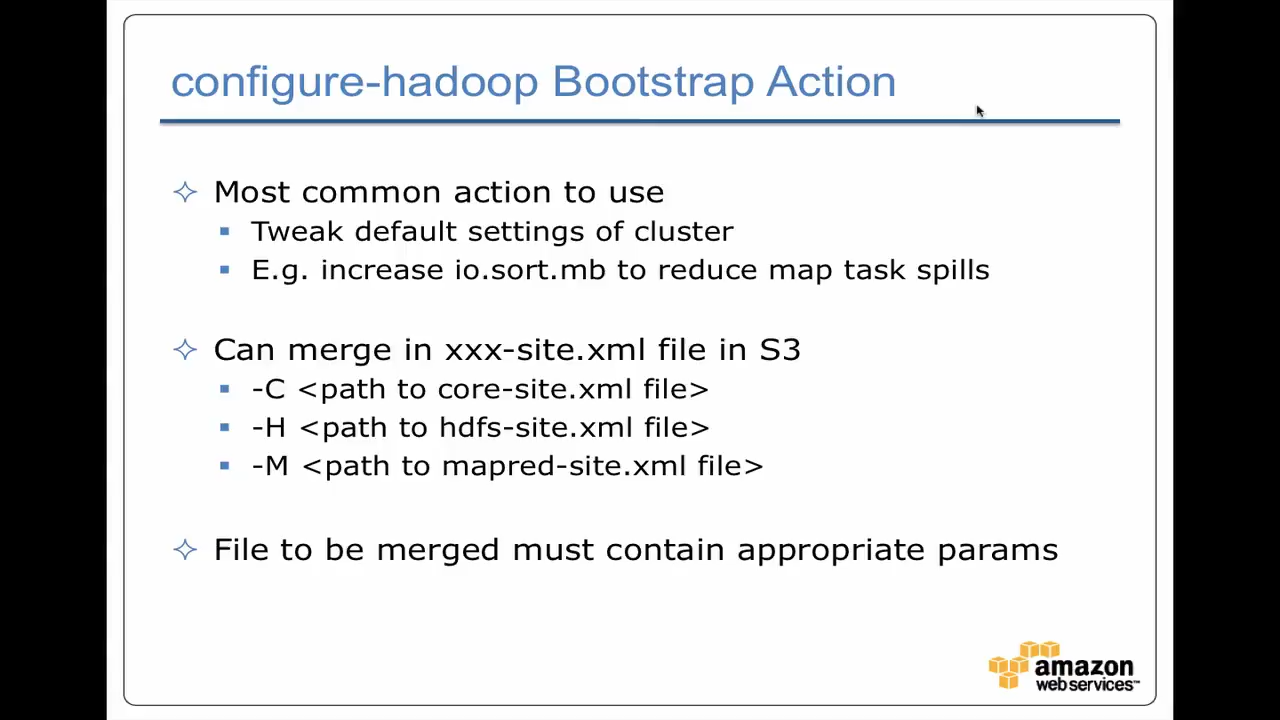 configure-hadoop Bootstrap Action
Most common action to use
Tweak default settings of cluster
E.g. increase io.sort.mb to reduce map task spills
Can merge in xxx-site.xml file in S3
-C <path to core-site.xml file>
-H <path to hdfs-site.xml file>
-M <path to mapred-site.xml file>
File to be merged must contain appropriate params
amazon
web services™